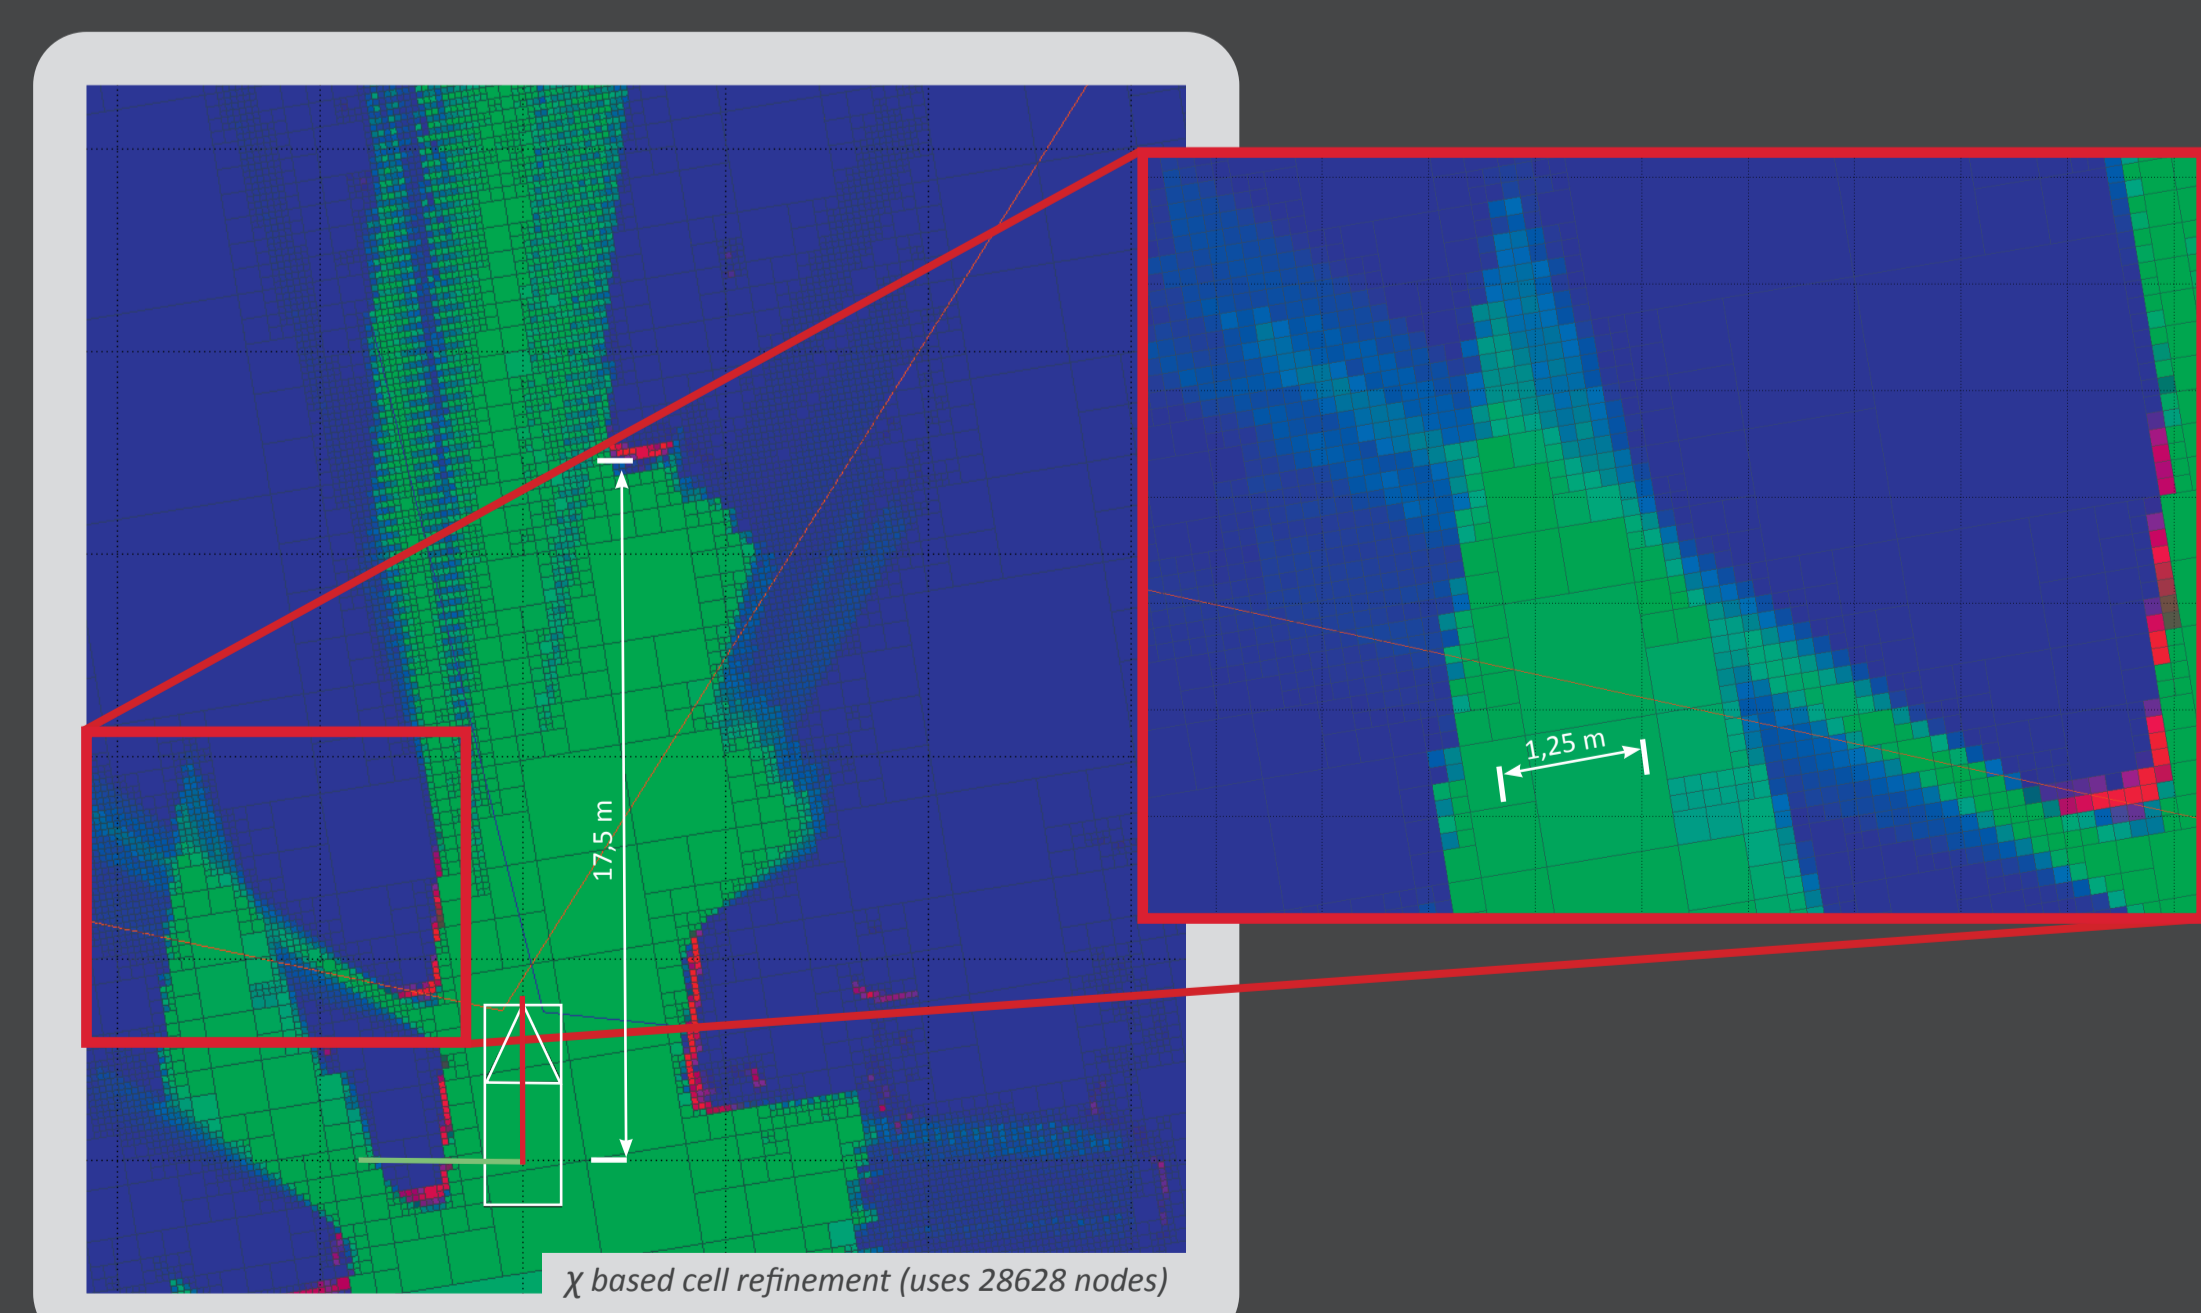 1,25 m
17,5 m
χ based cell refinement (uses 28628 nodes)